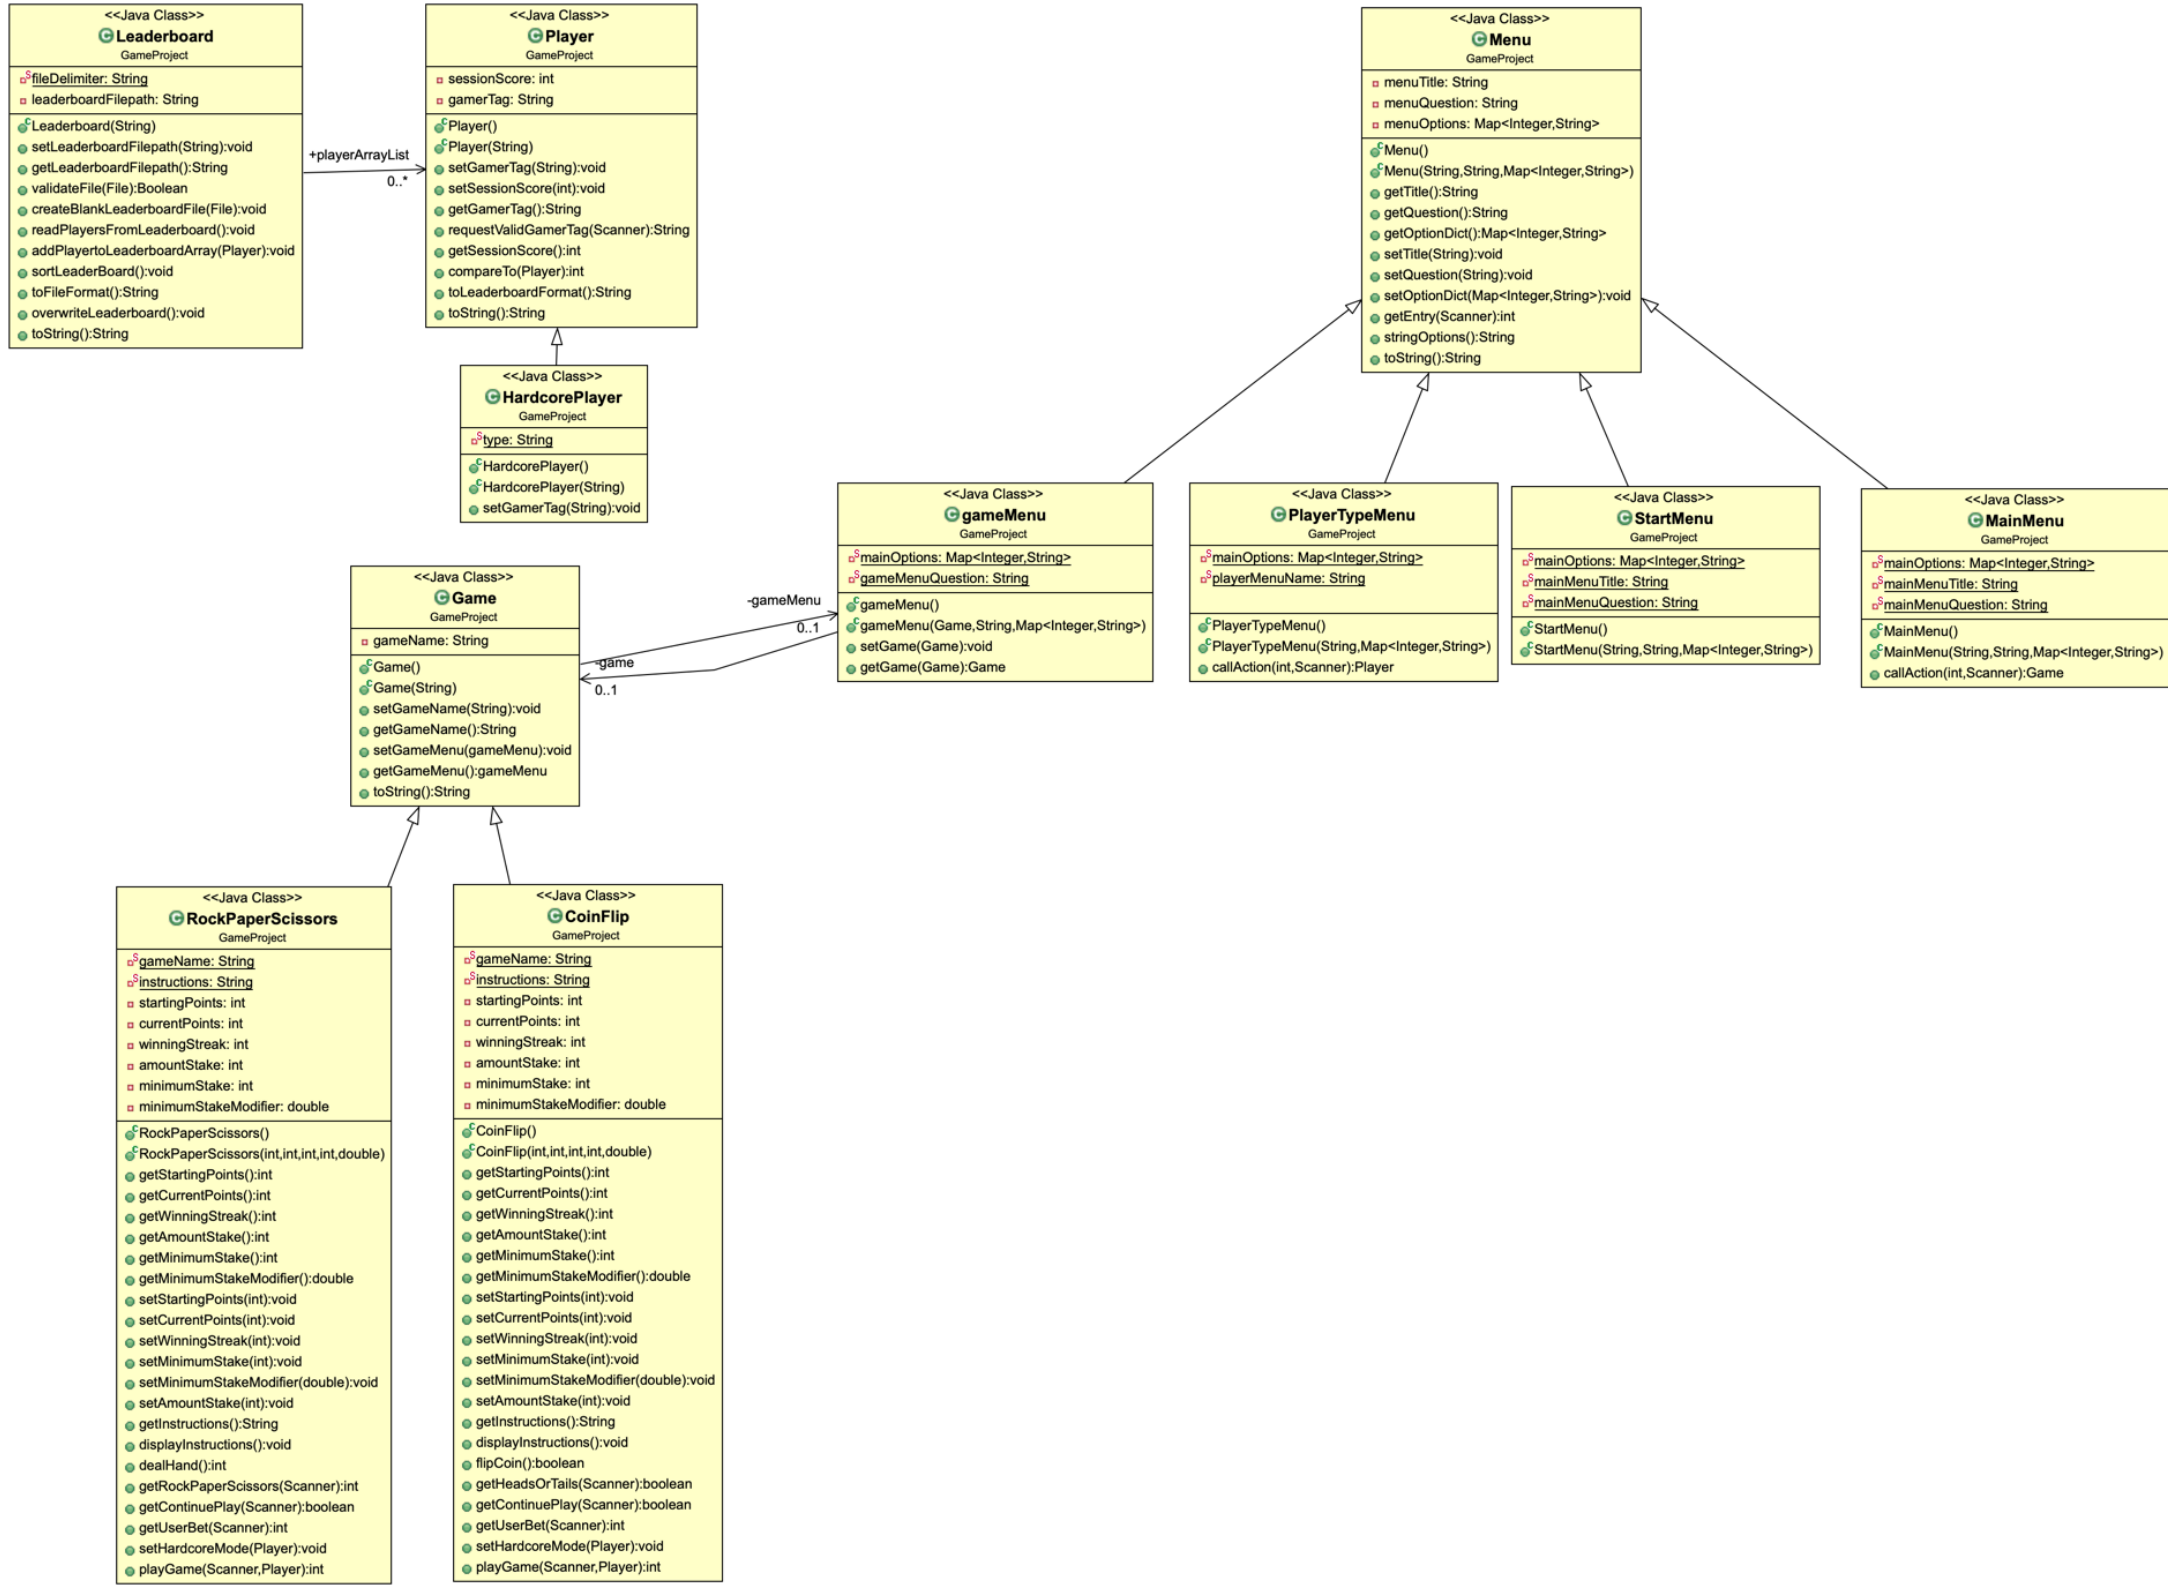 <<Java Class>>
Leaderboard
GameProject
fileDelimiter: String
leaderboardFilepath: String
Leaderboard(String)
setLeaderboardFilepath(String):void
getLeaderboardFilepath():String
validateFile(File):Boolean
createBlankLeaderboardFile(File):void
readPlayersFromLeaderboard():void
addPlayertoLeaderboardArray(Player):void
sortLeaderBoard():void
toFileFormat():String
overwriteLeaderboard():void
toString():String
+playerArrayList
0..*
<<Java Class>>
Player
GameProject
sessionScore: int
gamerTag: String
Player()
Player(String)
setGamerTag(String):void
setSessionScore(int):void
getGamerTag():String
requestValidGamerTag(Scanner):String
getSessionScore():int
compareTo(Player):int
toLeaderboardFormat():String
toString():String
<<Java Class>>
HardcorePlayer
GameProject
type: String
HardcorePlayer()
HardcorePlayer(String)
setGamerTag(String):void
<<Java Class>>
Menu
GameProject
menuTitle: String
menuQuestion: String
menuOptions: Map<Integer,String>
Menu()
Menu(String,String,Map<Integer,String>)
getTitle():String
getQuestion():String
getOptionDict():Map<Integer,String>
setTitle(String):void
setQuestion(String):void
setOptionDict(Map<Integer,String>):void
getEntry(Scanner):int
stringOptions():String
toString():String
<<Java Class>>
gameMenu
GameProject
mainOptions: Map<Integer,String>
gameMenuQuestion: String
gameMenu()
gameMenu(Game,String,Map<Integer,String>)
setGame(Game):void
getGame(Game):Game
<<Java Class>>
PlayerTypeMenu
GameProject
mainOptions: Map<Integer,String>
playerMenuName: String
PlayerTypeMenu()
PlayerTypeMenu(String,Map<Integer,String>)
callAction(int,Scanner):Player
<<Java Class>>
StartMenu
GameProject
mainOptions: Map<Integer,String>
mainMenuTitle: String
mainMenuQuestion: String
StartMenu()
StartMenu(String,String,Map<Integer,String>)
<<Java Class>>
MainMenu
GameProject
mainOptions: Map<Integer,String>
mainMenuTitle: String
mainMenuQuestion: String
MainMenu()
MainMenu(String,String,Map<Integer,String>)
callAction(int,Scanner):Game
<<Java Class>>
Game
GameProject
gameName: String
Game()
Game(String)
setGameName(String):void
getGameName():String
setGameMenu(gameMenu):void
getGameMenu():gameMenu
toString():String
-gameMenu
0..1
-game
0..1
<<Java Class>>
RockPaperScissors
GameProject
gameName: String
instructions: String
startingPoints: int
currentPoints: int
winningStreak: int
amountStake: int
minimumStake: int
minimumStakeModifier: double
RockPaperScissors()
RockPaperScissors(int,int,int,int,double)
getStartingPoints():int
getCurrentPoints():int
getWinningStreak():int
getAmountStake():int
getMinimumStake():int
getMinimumStakeModifier():double
setStartingPoints(int):void
setCurrentPoints(int):void
setWinningStreak(int):void
setMinimumStake(int):void
setMinimumStakeModifier(double):void
setAmountStake(int):void
getInstructions():String
displayInstructions():void
dealHand():int
getRockPaperScissors(Scanner):int
getContinuePlay(Scanner):boolean
getUserBet(Scanner):int
setHardcoreMode(Player):void
playGame(Scanner,Player):int
<<Java Class>>
CoinFlip
GameProject
gameName: String
instructions: String
startingPoints: int
currentPoints: int
winningStreak: int
amountStake: int
minimumStake: int
minimumStakeModifier: double
CoinFlip()
CoinFlip(int,int,int,int,double)
getStartingPoints():int
getCurrentPoints():int
getWinningStreak():int
getAmountStake():int
getMinimumStake():int
getMinimumStakeModifier():double
setStartingPoints(int):void
setCurrentPoints(int):void
setWinningStreak(int):void
setMinimumStake(int):void
setMinimumStakeModifier(double):void
setAmountStake(int):void
getInstructions():String
displayInstructions():void
flipCoin():boolean
getHeadsOrTails(Scanner):boolean
getContinuePlay(Scanner):boolean
getUserBet(Scanner):int
setHardcoreMode(Player):void
playGame(Scanner,Player):int